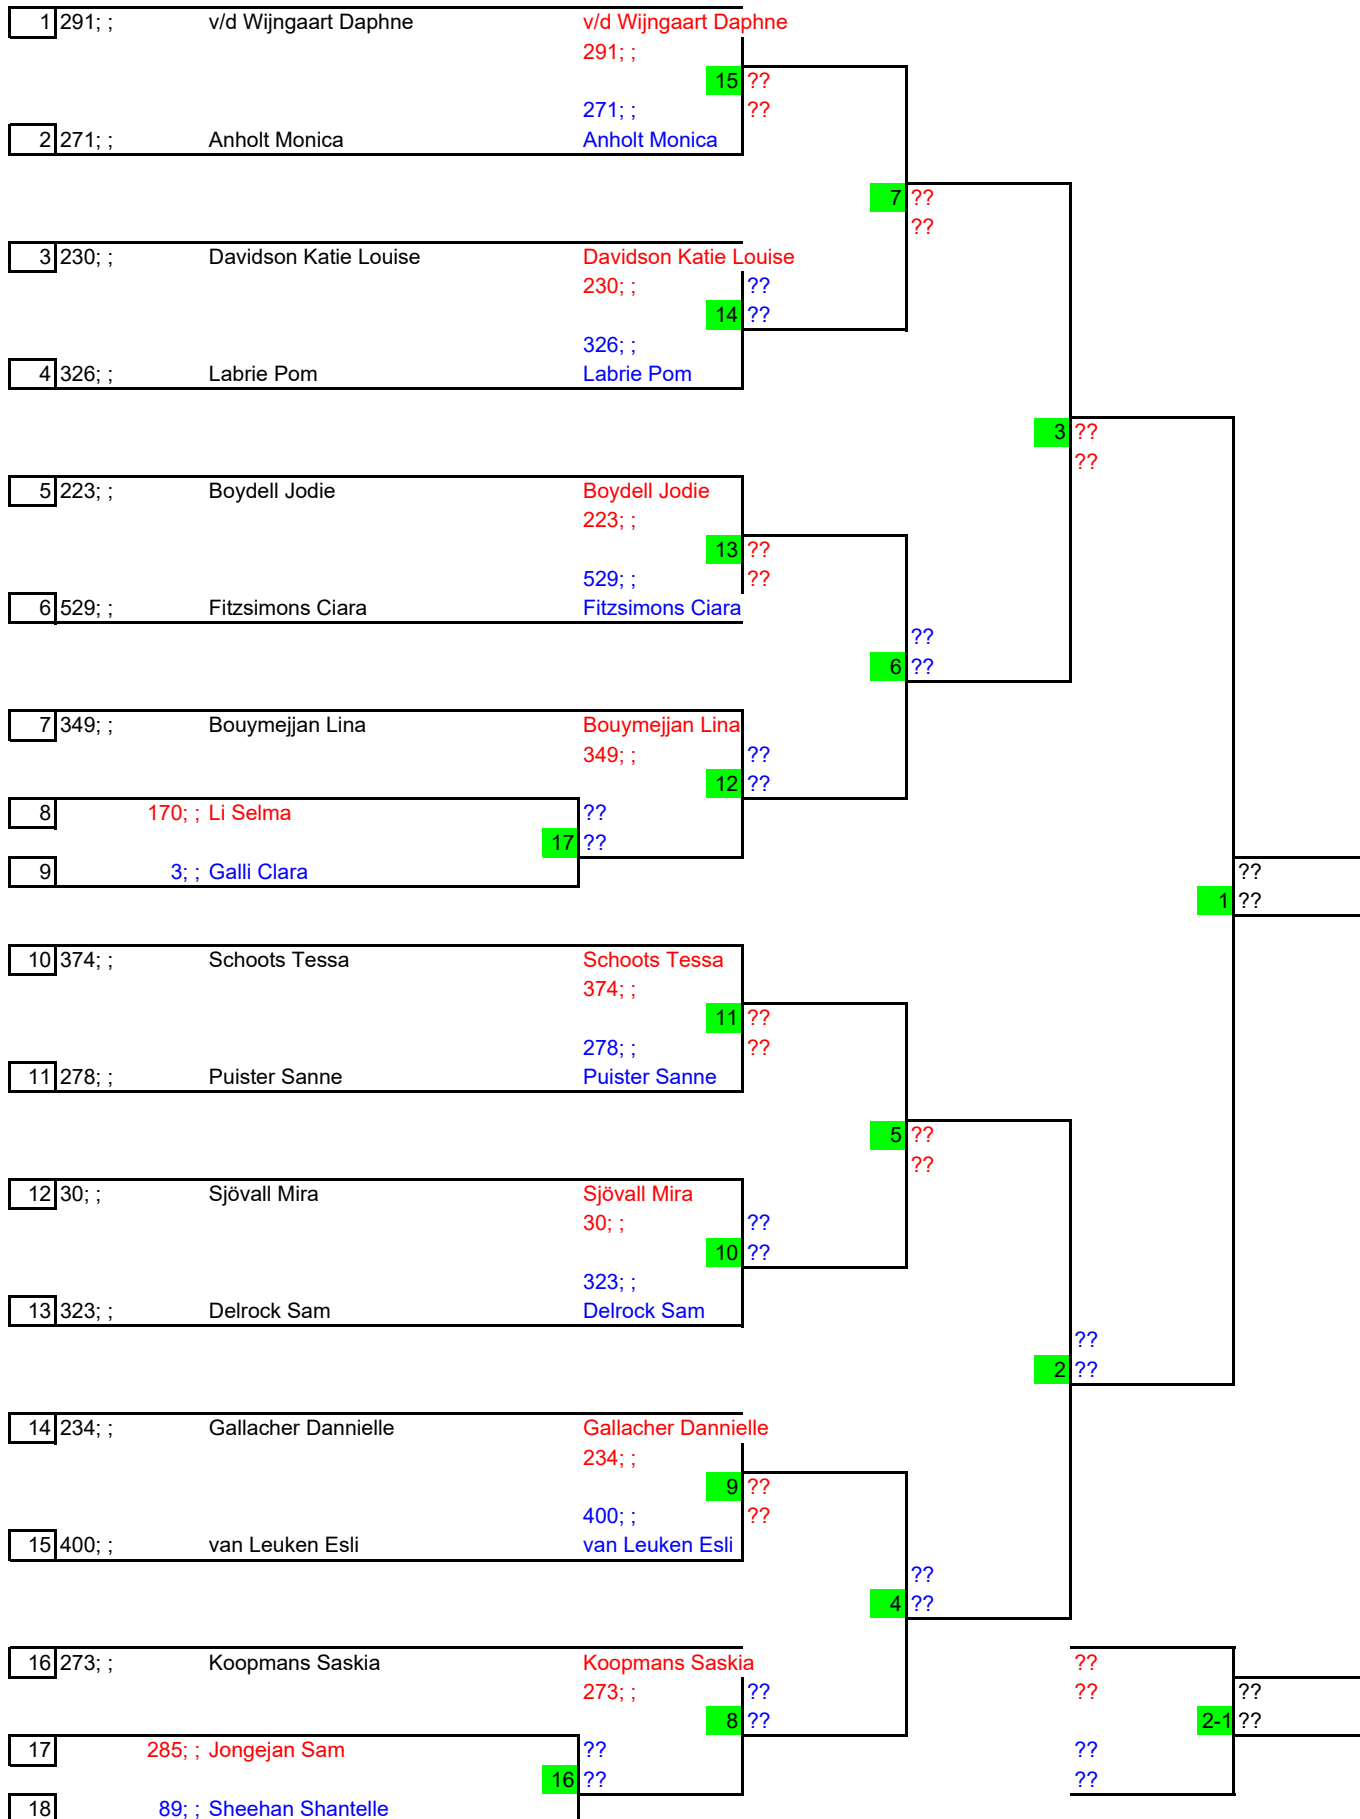 1 291; ; v/d Wijngaart Daphne v/d Wijngaart Daphne
291; ;
15 ??
271; ; ??
2 271; ; Anholt Monica Anholt Monica
7 ??
??
3 230; ; Davidson Katie Louise Davidson Katie Louise
230; ; ??
14 ??
326; ;
4 326; ; Labrie Pom Labrie Pom
3 ??
??
5 223; ; Boydell Jodie Boydell Jodie
223; ;
13 ??
529; ; ??
6 529; ; Fitzsimons Ciara Fitzsimons Ciara
??
6 ??
7 349; ; Bouymejjan Lina Bouymejjan Lina
349; ; ??
12 ??
8 170; ; Li Selma ??
17 ??
9 3; ; Galli Clara ??
1 ??
10 374; ; Schoots Tessa Schoots Tessa
374; ;
11 ??
278; ; ??
11 278; ; Puister Sanne Puister Sanne
5 ??
??
12 30; ; Sjövall Mira Sjövall Mira
30; ; ??
10 ??
323; ;
13 323; ; Delrock Sam Delrock Sam
??
2 ??
14 234; ; Gallacher Dannielle Gallacher Dannielle
234; ;
9 ??
400; ; ??
15 400; ; van Leuken Esli van Leuken Esli
??
4 ??
16 273; ; Koopmans Saskia Koopmans Saskia ??
273; ; ?? ?? ??
8 ?? 2-1 ??
17 285; ; Jongejan Sam ?? ??
16 ?? ??
18 89; ; Sheehan Shantelle